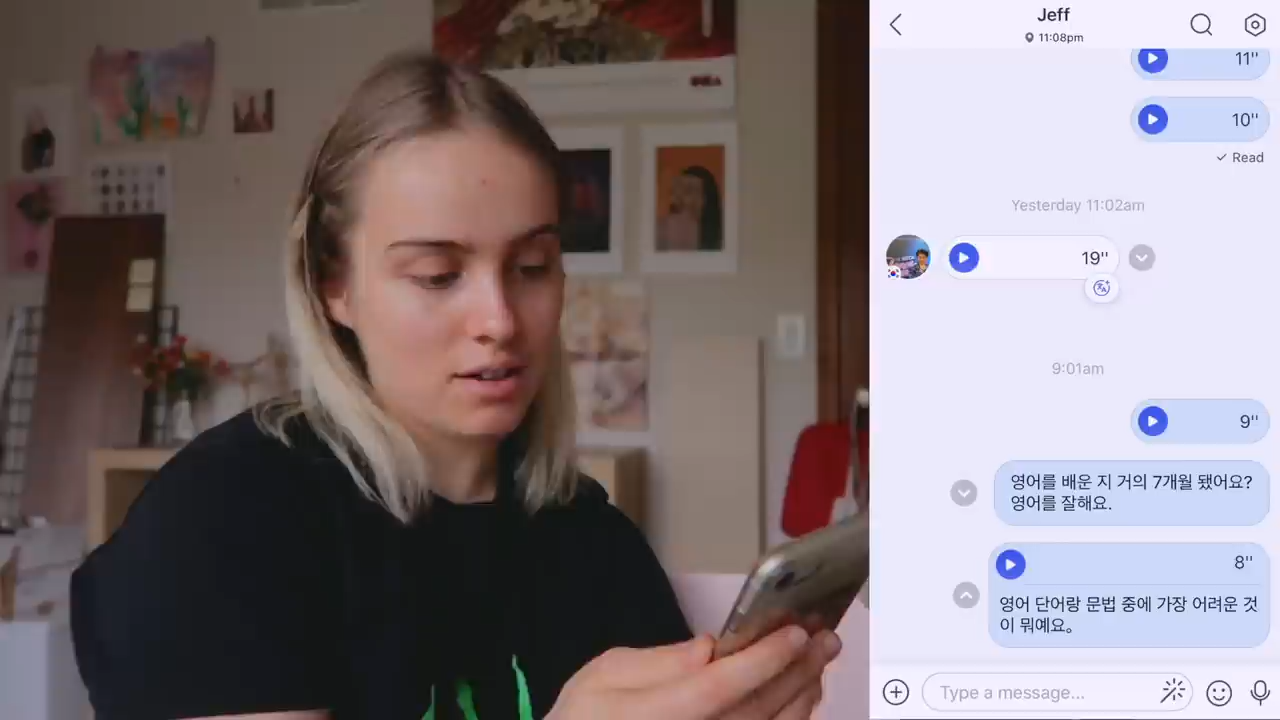 Jeff
11:08pm
11''
10''
Read
Yesterday 11:02am
19''
9:01am
9''
영어를 배운 지 거의 7개월 됐어요?
영어를 잘해요.
8''
영어 단어랑 문법 중에 가장 어려운 것
이 뭐예요。
Type a message...